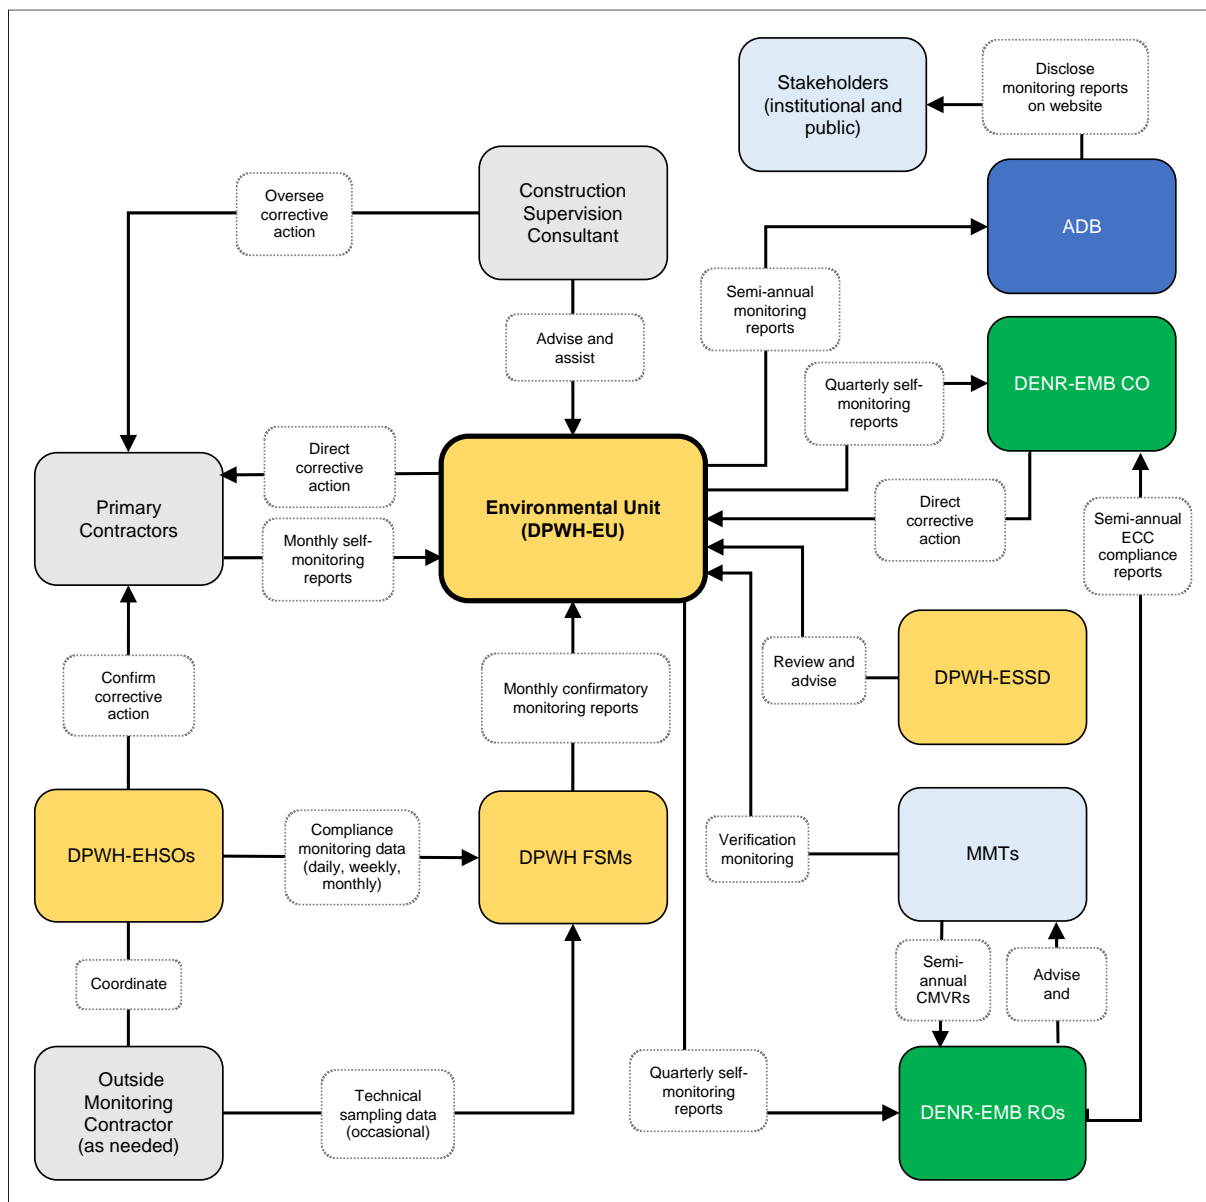 Stakeholders
(institutional and
public)
Disclose
monitoring reports
on website
Oversee
corrective
action
Construction
Supervision
Consultant
ADB
Semi-annual
monitoring
reports
Advise and
assist
DENR-EMB CO
Quarterly self-
monitoring
reports
Direct
corrective
action
Primary
Contractors
Environmental Unit
(DPWH-EU)
Direct
corrective
action
Semi-annual
ECC
compliance
reports
Monthly self-
monitoring
reports
Review and
advise
DPWH-ESSD
Confirm
corrective
action
Monthly confirmatory
monitoring reports
DPWH-EHSOs
Compliance
monitoring data
(daily, weekly,
monthly)
DPWH FSMs
Verification
monitoring
MMTs
Coordinate
Semi-
annual
CMVRs
Advise
and
Outside
Monitoring
Contractor
(as needed)
Technical
sampling data
(occasional)
Quarterly self-
monitoring
reports
DENR-EMB ROs